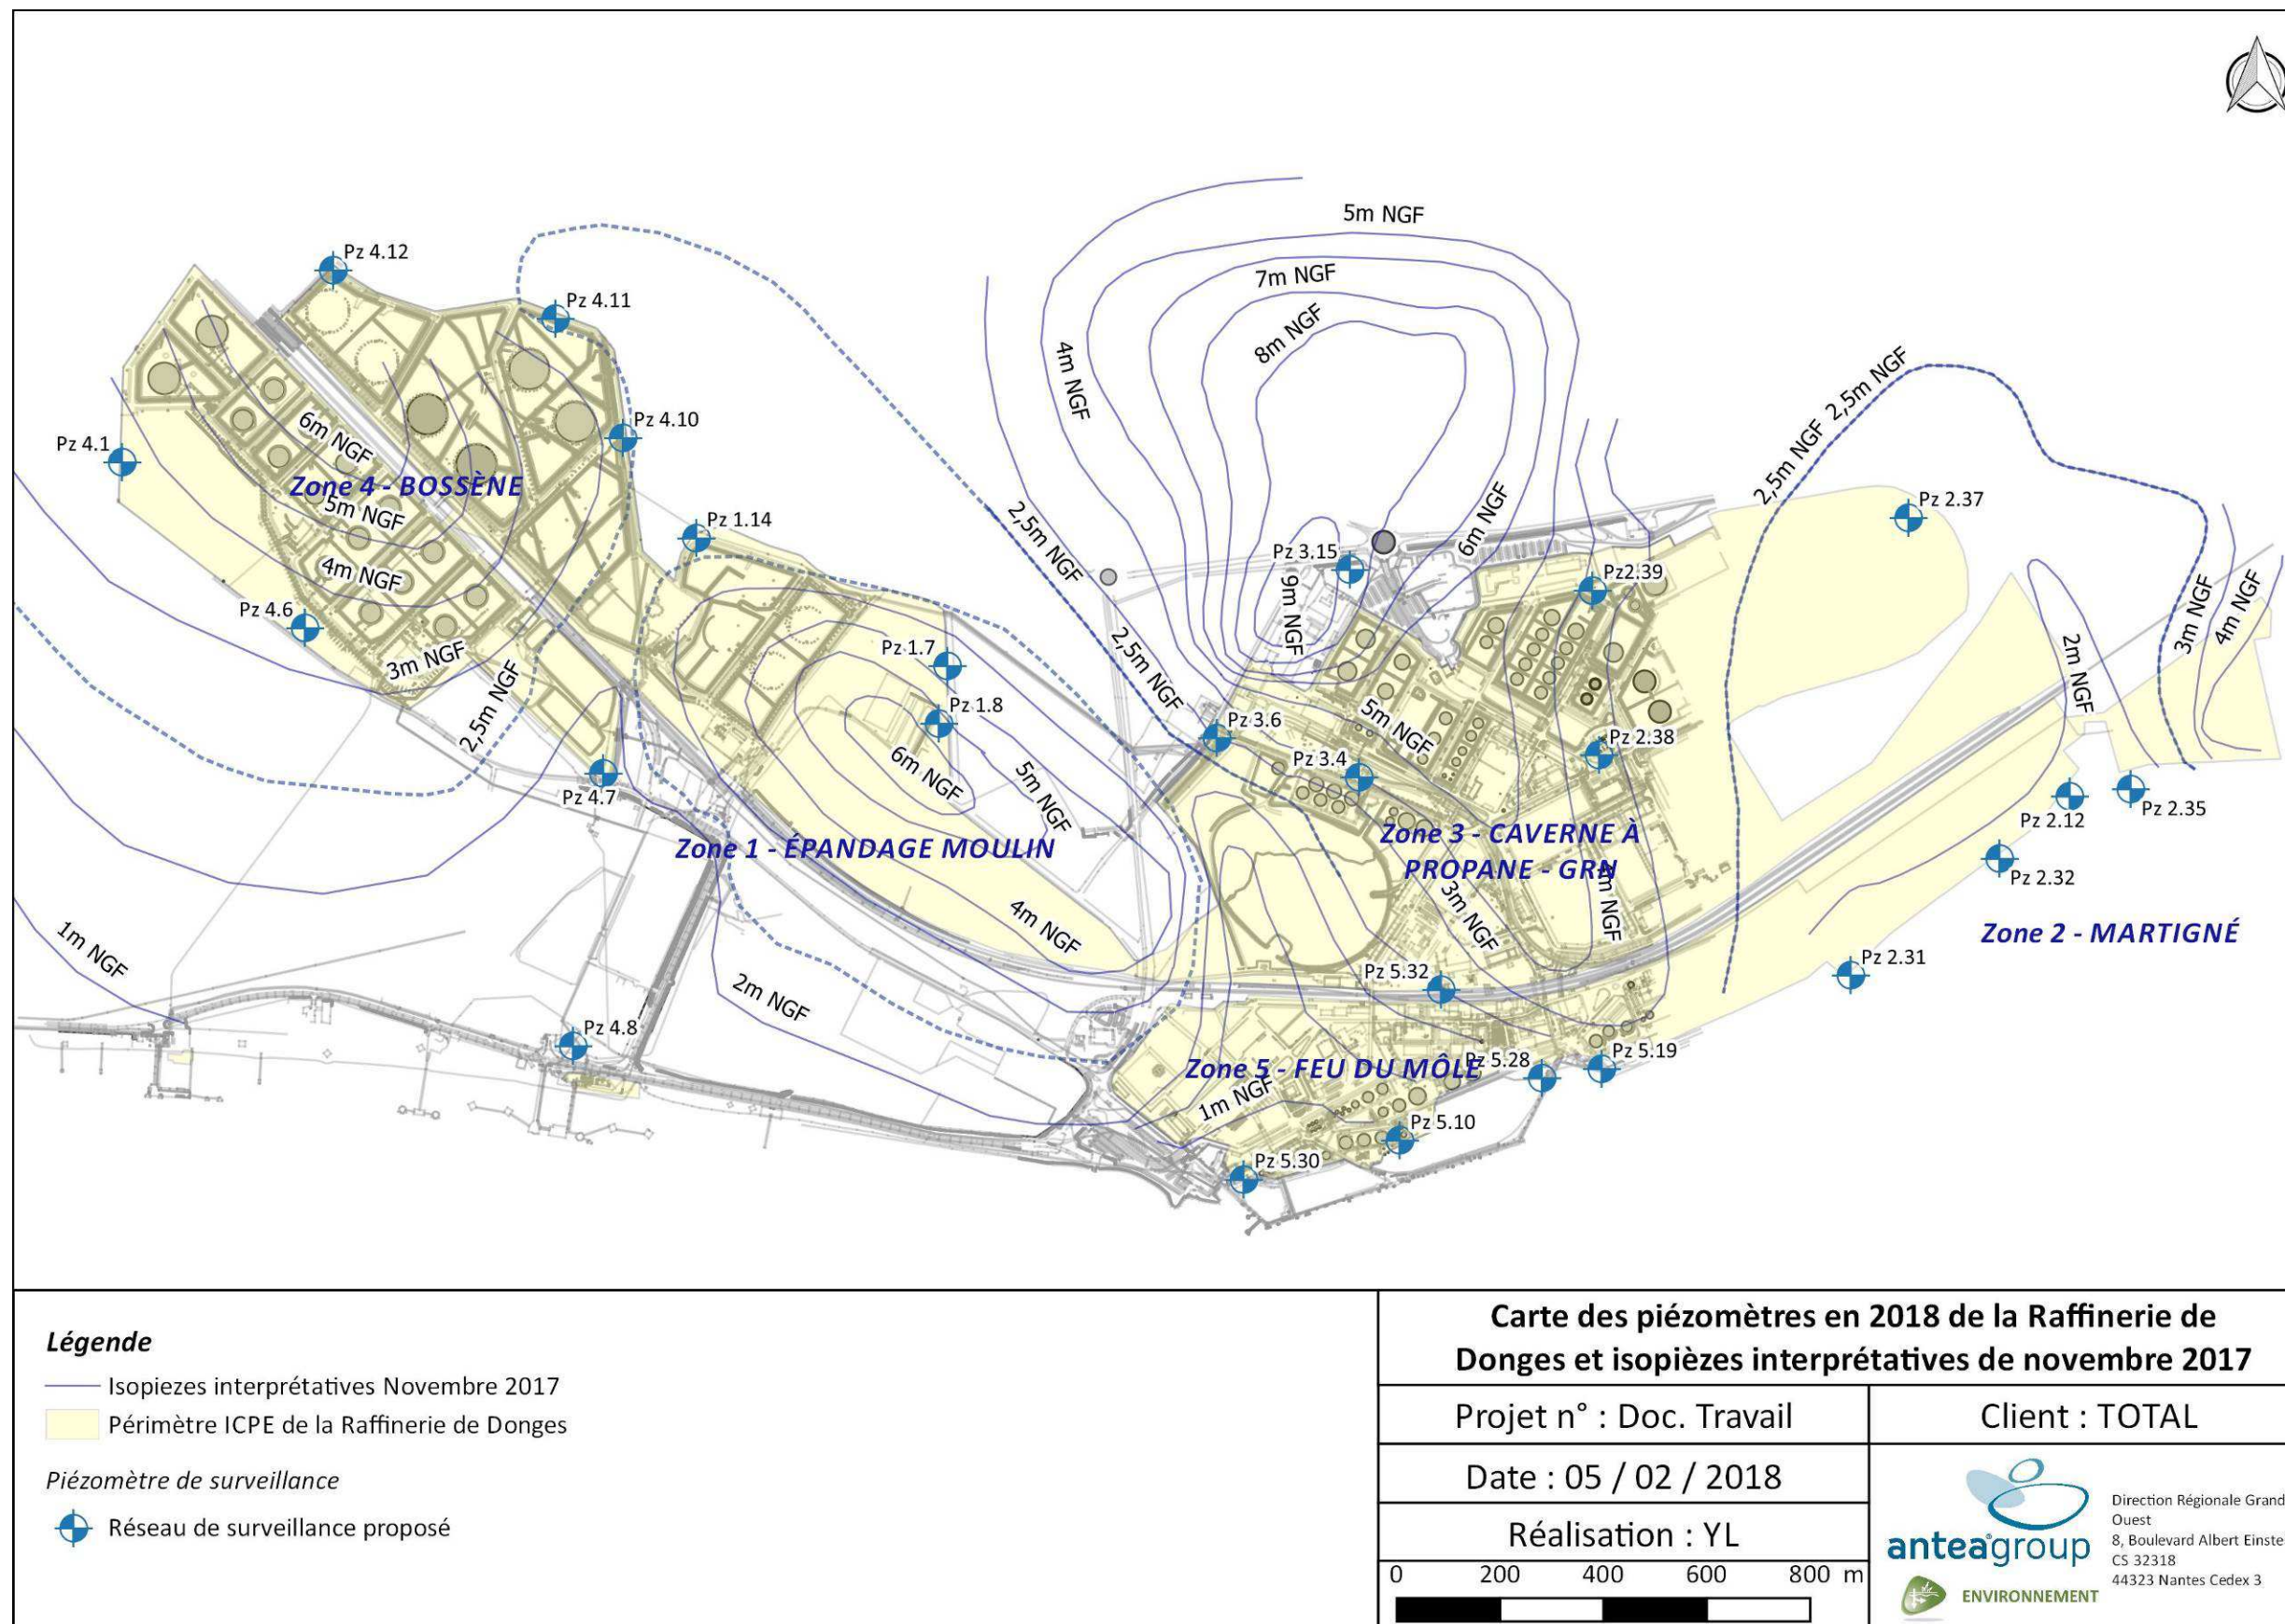 5m NGF
7m NGF
8m NGF
4m NGF
Pz 4.12
Pz 4.11
Pz 4.10
Pz 4.1
6m NGF
Zone 4 - BOSSÈNE
5m NGF
4m NGF
Pz 4.6
3m NGF
2,5m NGF
Pz 4.7
Pz 1.14
Pz 1.7
Pz 1.8
6m NGF
5m NGF
Zone 1 - ÉPANDAGE MOULIN
4m NGF
2m NGF
1m NGF
Pz 4.8
2,5m NGF
2,5m NGF
Pz 3.15
9m NGF
6m NGF
Pz2.39
Pz 3.6
5m NGF
Pz 3.4
Pz 2.38
Zone 3 - CAVERNE À
PROPANE - GRN
3m NGF
m NGF
Pz 5.32
Zone 5 - FEU DU MÔLE
1m NGF
Pz 5.28
Pz 5.19
Pz 5.10
Pz 5.30
2,5m NGF
2,5m NGF
Pz 2.37
3m NGF
4m NGF
2m NGF
Pz 2.12
Pz 2.35
Pz 2.32
Zone 2 - MARTIGNÉ
Pz 2.31
Légende
Isopiezes interprétatives Novembre 2017
Périmètre ICPE de la Raffinerie de Donges
Piézomètre de surveillance
Réseau de surveillance proposé
Carte des piézomètres en 2018 de la Raffinerie de
Donges et isopièzes interprétatives de novembre 2017
Projet n° : Doc. Travail
Client : TOTAL
Date : 05 / 02 / 2018
Réalisation : YL
0 200 400 600 800 m
anteagroup
ENVIRONNEMENT
Direction Régionale Grand
Ouest
8, Boulevard Albert Einste
CS 32318
44323 Nantes Cedex 3